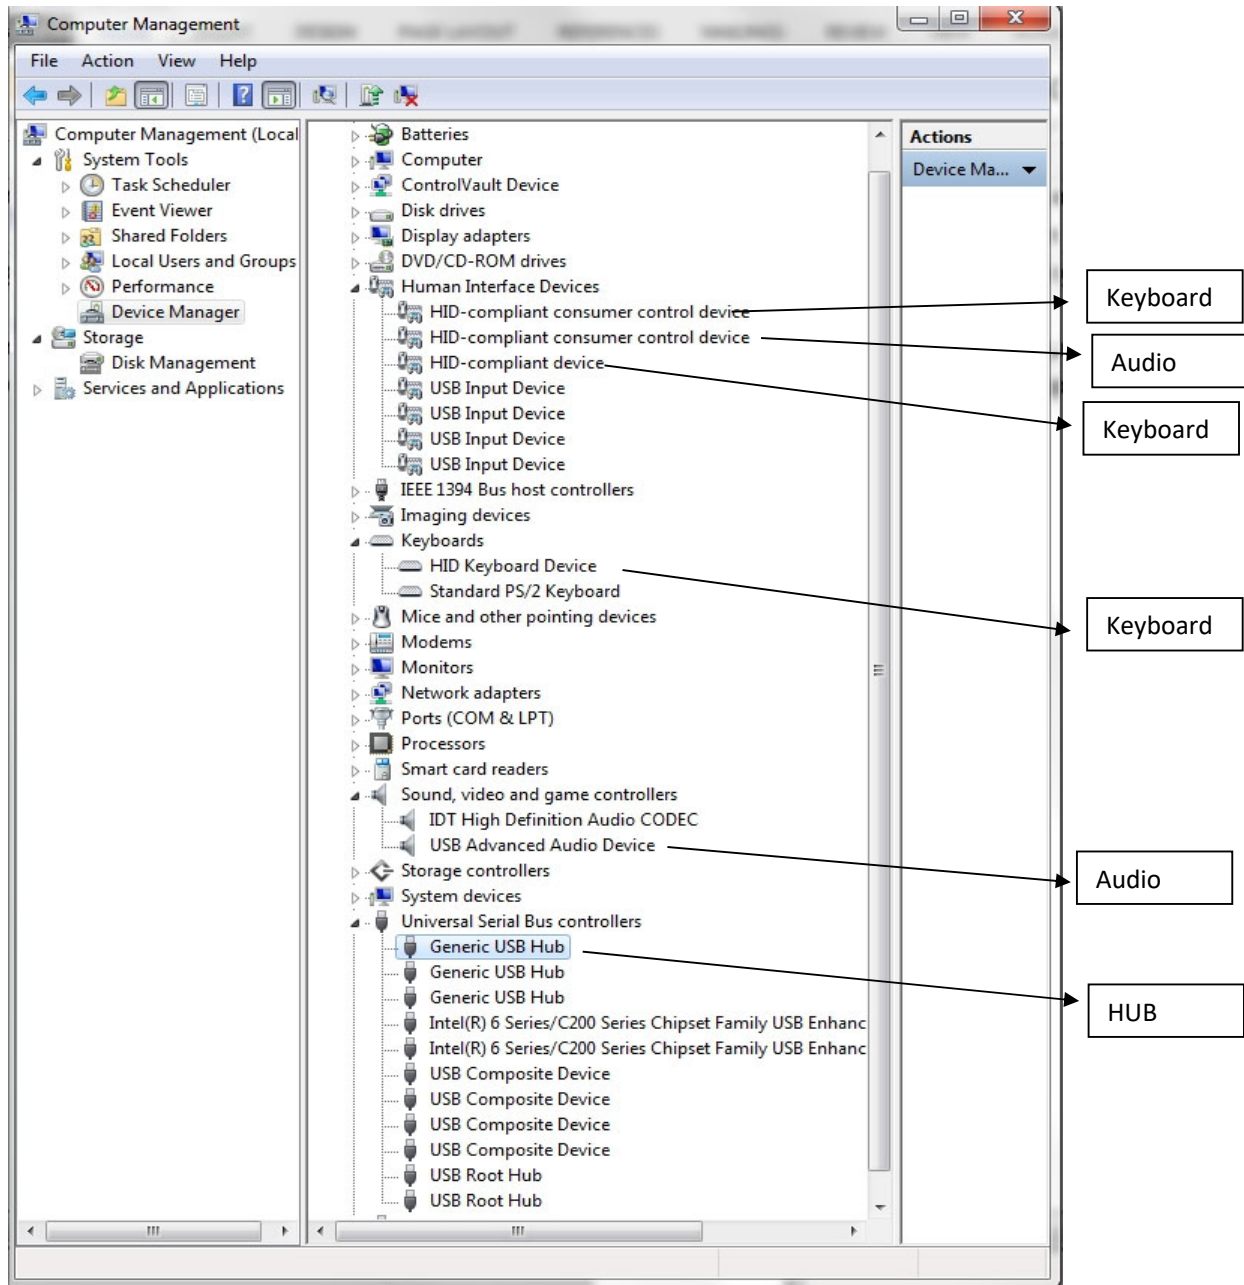 Computer Management
File Action View Help
Computer Management (Local
System Tools
Task Scheduler
Event Viewer
Shared Folders
Local Users and Groups
Performance
Device Manager
Storage
Disk Management
Services and Applications
Batteries
Computer
ControlVault Device
Disk drives
Display adapters
DVD/CD-ROM drives
Human Interface Devices
HID-compliant consumer control device
HID-compliant consumer control device
HID-compliant device
USB Input Device
USB Input Device
USB Input Device
USB Input Device
IEEE 1394 Bus host controllers
Imaging devices
Keyboards
HID Keyboard Device
Standard PS/2 Keyboard
Mice and other pointing devices
Modems
Monitors
Network adapters
Ports (COM & LPT)
Processors
Smart card readers
Sound, video and game controllers
IDT High Definition Audio CODEC
USB Advanced Audio Device
Storage controllers
System devices
Universal Serial Bus controllers
Generic USB Hub
Generic USB Hub
Generic USB Hub
Intel(R) 6 Series/C200 Series Chipset Family USB Enhanc
Intel(R) 6 Series/C200 Series Chipset Family USB Enhanc
USB Composite Device
USB Composite Device
USB Composite Device
USB Composite Device
USB Root Hub
USB Root Hub
Actions
Device Ma...
Keyboard
Audio
Keyboard
Keyboard
Audio
HUB